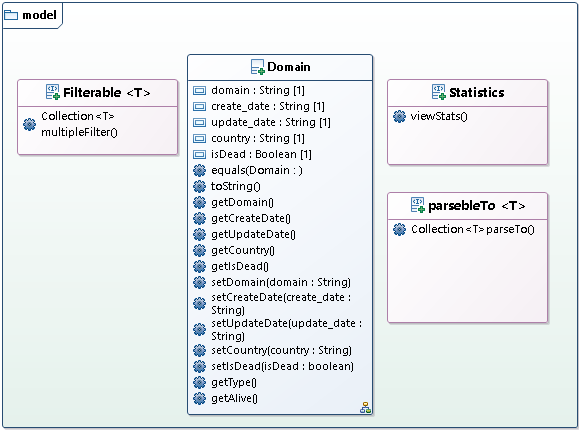 model
Filterable <T>
Collection<T>
multipleFilter()
Domain
domain : String [1]
create_date : String [1]
update_date : String [1]
country : String [1]
isDead : Boolean [1]
equals(Domain : )
toString()
getDomain()
getCreateDate()
getUpdateDate()
getCountry()
getIsDead()
setDomain(domain : String)
setCreateDate(create_date :
String)
setUpdateDate(update_date :
String)
setCountry(country : String)
setIsDead(isDead : boolean)
getType()
getAlive()
Statistics
viewStats()
parsebleTo <T>
Collection<T> parseTo()